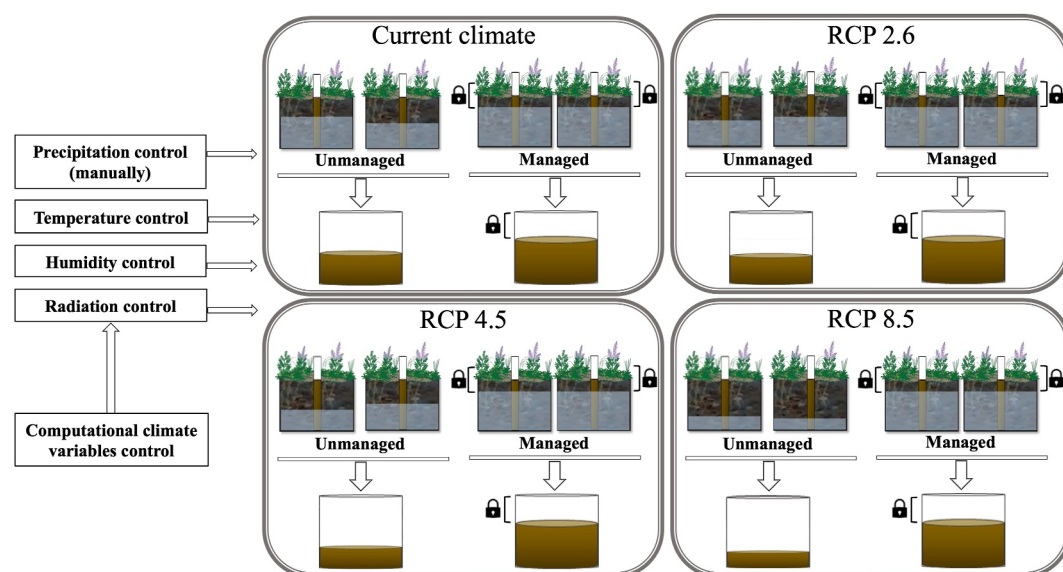 Precipitation control
(manually)
Temperature control
Humidity control
Radiation control
Computational climate
variables control
Current climate
Unmanaged
Managed
RCP 2.6
Unmanaged
Managed
RCP 4.5
Unmanaged
Managed
RCP 8.5
Unmanaged
Managed